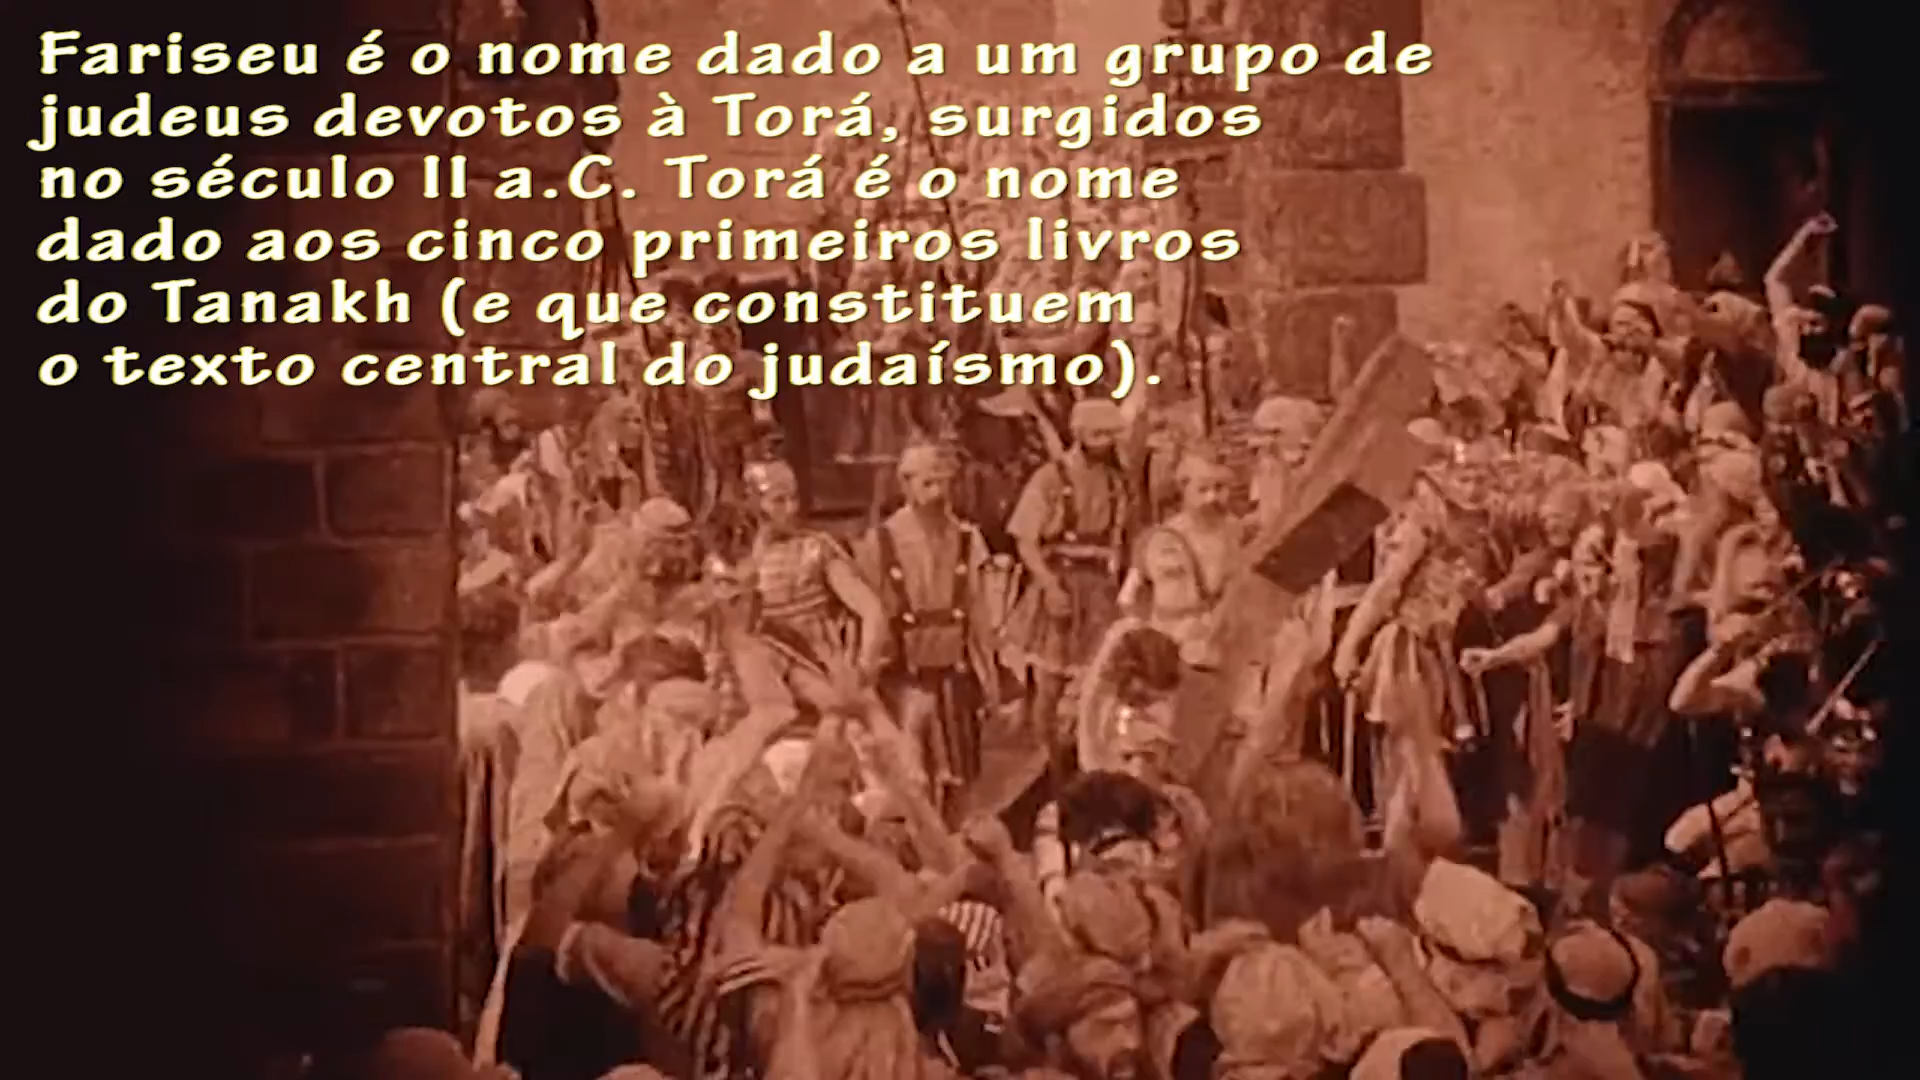 Fariseu é o nome dado a um grupo de
judeus devotos à Torá, surgidos
no século II a.C. Torá é o nome
dado aos cinco primeiros livros
do Tanakh (e que constituem
o texto central do judaísmo).